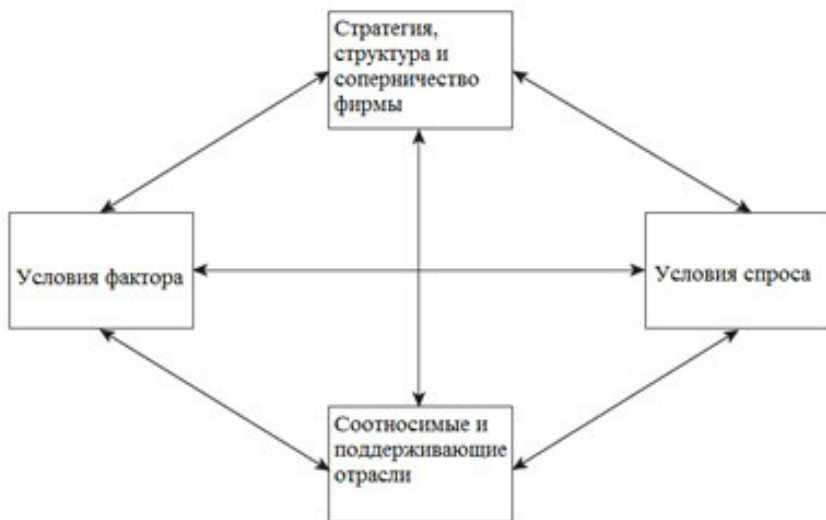 Стратегия,
структура и
соперничество
фирмы
Условия фактора
Условия спроса
Соотносимые и
поддерживающие
отрасли